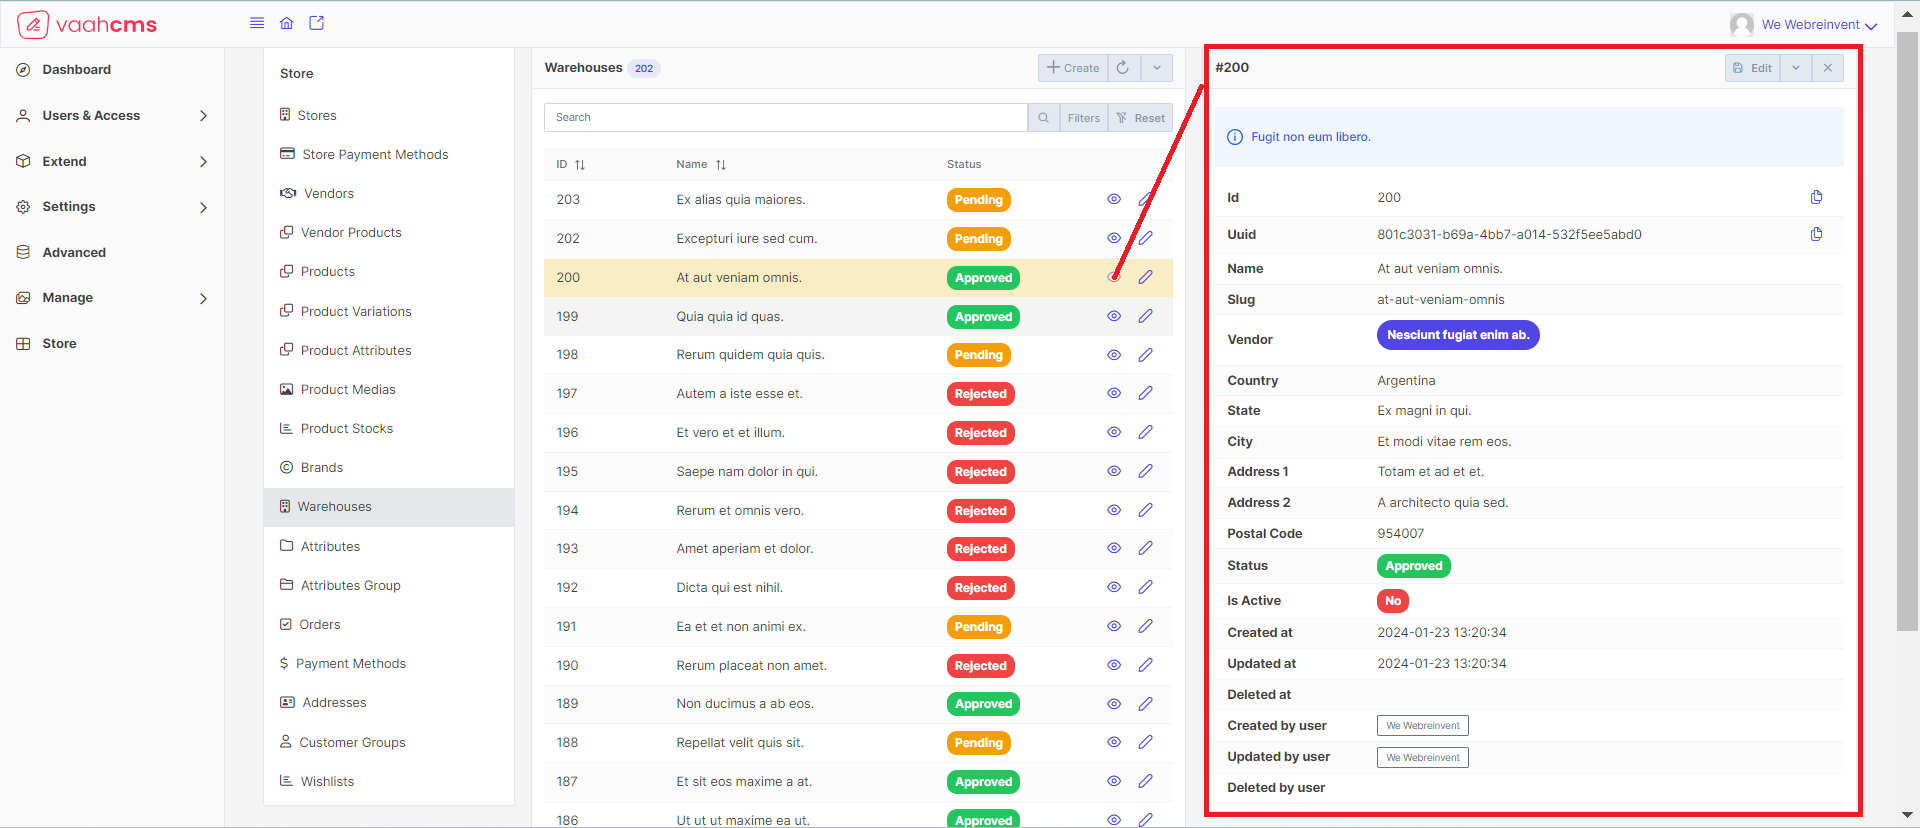 vaahcms
We Webreinvent
Dashboard
Users & Access
Extend
Settings
Advanced
Manage
Store
Store
Stores
Store Payment Methods
Vendors
Vendor Products
Products
Product Variations
Product Attributes
Product Medias
Product Stocks
Brands
Warehouses
Attributes
Attributes Group
Orders
Payment Methods
Addresses
Customer Groups
Wishlists
Warehouses 202
Create
Search
Filters
Reset
ID Name Status
203 Ex alias quia maiores. Pending
202 Excepturi iure sed cum. Pending
200 At aut veniam omnis. Approved
199 Quia quia id quas. Approved
198 Rerum quidem quia quis. Pending
197 Autem a iste esse et. Rejected
196 Et vero et et illum. Rejected
195 Saepe nam dolor in qui. Rejected
194 Rerum et omnis vero. Rejected
193 Amet aperiam et dolor. Rejected
192 Dicta qui est nihil. Rejected
191 Ea et et non animi ex. Pending
190 Rerum placeat non amet. Rejected
189 Non ducimus a ab eos. Approved
188 Repellat velit quis sit. Pending
187 Et sit eos maxime a at. Approved
186 Ut ut ut maxime ea ut. Approved
#200
Edit
Fugit non eum libero.
Id 200
Uuid 801c3031-b69a-4bb7-a014-532f5ee5abd0
Name At aut veniam omnis.
Slug at-aut-veniam-omnis
Vendor Nesciunt fugiat enim ab.
Country Argentina
State Ex magni in qui.
City Et modi vitae rem eos.
Address 1 Totam et ad et et.
Address 2 A architecto quia sed.
Postal Code 954007
Status Approved
Is Active No
Created at 2024-01-23 13:20:34
Updated at 2024-01-23 13:20:34
Deleted at
Created by user We Webreinvent
Updated by user We Webreinvent
Deleted by user